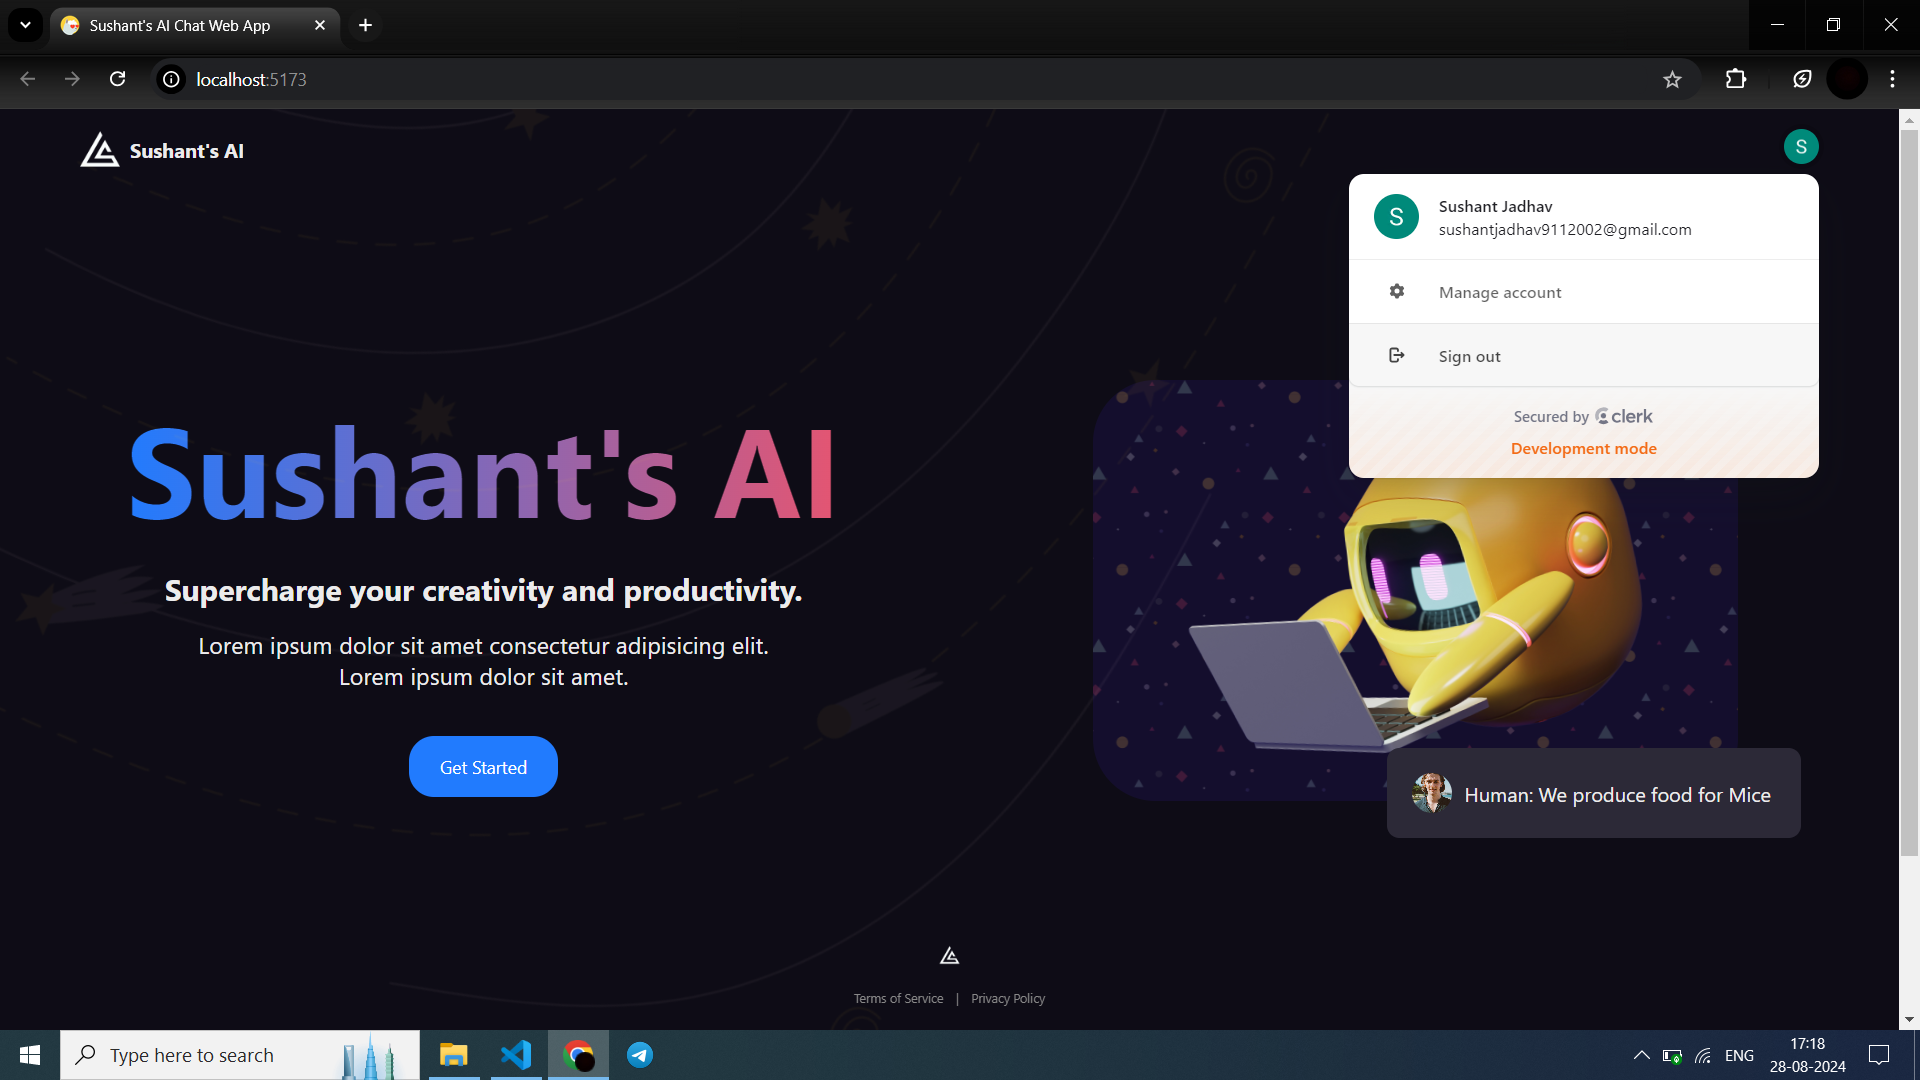 Sushant's AI Chat Web App
localhost:5173
Sushant's AI
S
S
Sushant Jadhav
sushantjadhav9112002@gmail.com
Manage account
Sign out
Secured by clerk
Development mode
Sushant's AI
Supercharge your creativity and productivity.
Lorem ipsum dolor sit amet consectetur adipisicing elit.
Lorem ipsum dolor sit amet.
Get Started
Human: We produce food for Mice
Terms of Service | Privacy Policy
Type here to search
ENG
17:18
28-08-2024